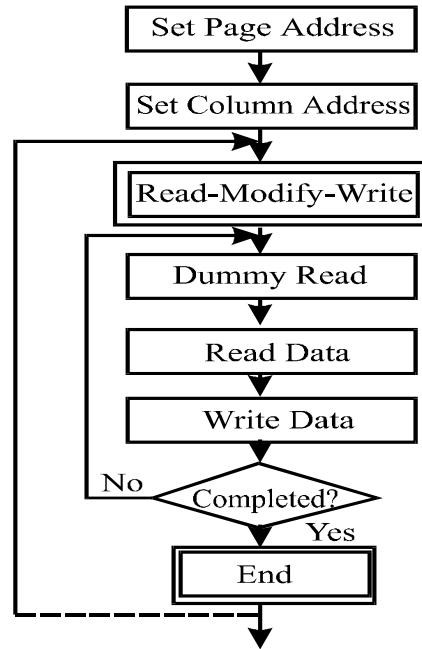 Set Page Address
Set Column Address
Read-Modify-Write
Dummy Read
Read Data
Write Data
No
Completed?
Yes
End